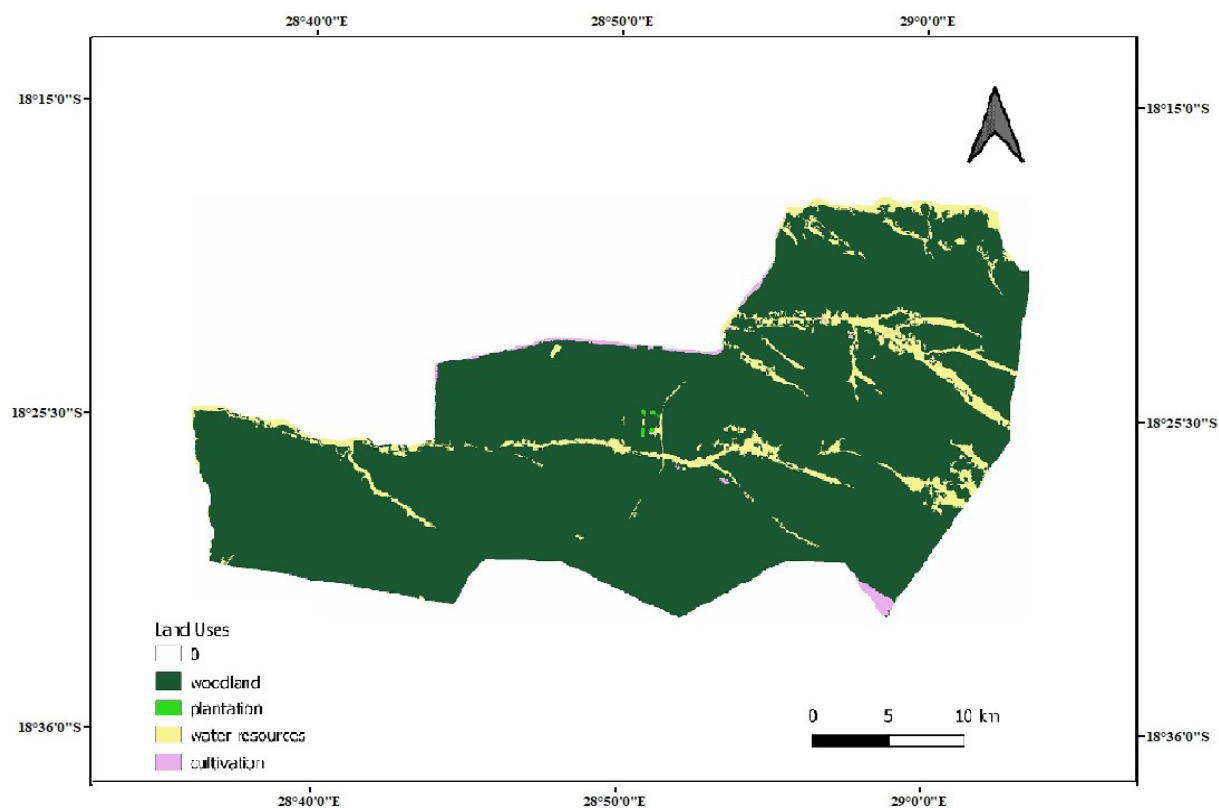 28°40'0"E 28°50'0"E 29°0'0"E
18°15'0"S 18°15'0"S
18°25'30"S 18°25'30"S
Land Uses
0
woodland
plantation
water resources
cultivation
0 5 10 km
18°36'0"S 18°36'0"S
28°40'0"E 28°50'0"E 29°0'0"E